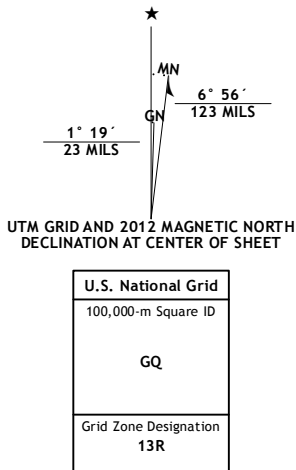 MN
GN
6° 56´
123 MILS
1° 19´
23 MILS
UTM GRID AND 2012 MAGNETIC NORTH
DECLINATION AT CENTER OF SHEET
U.S. National Grid
100,000-m Square ID
GQ
Grid Zone Designation
13R